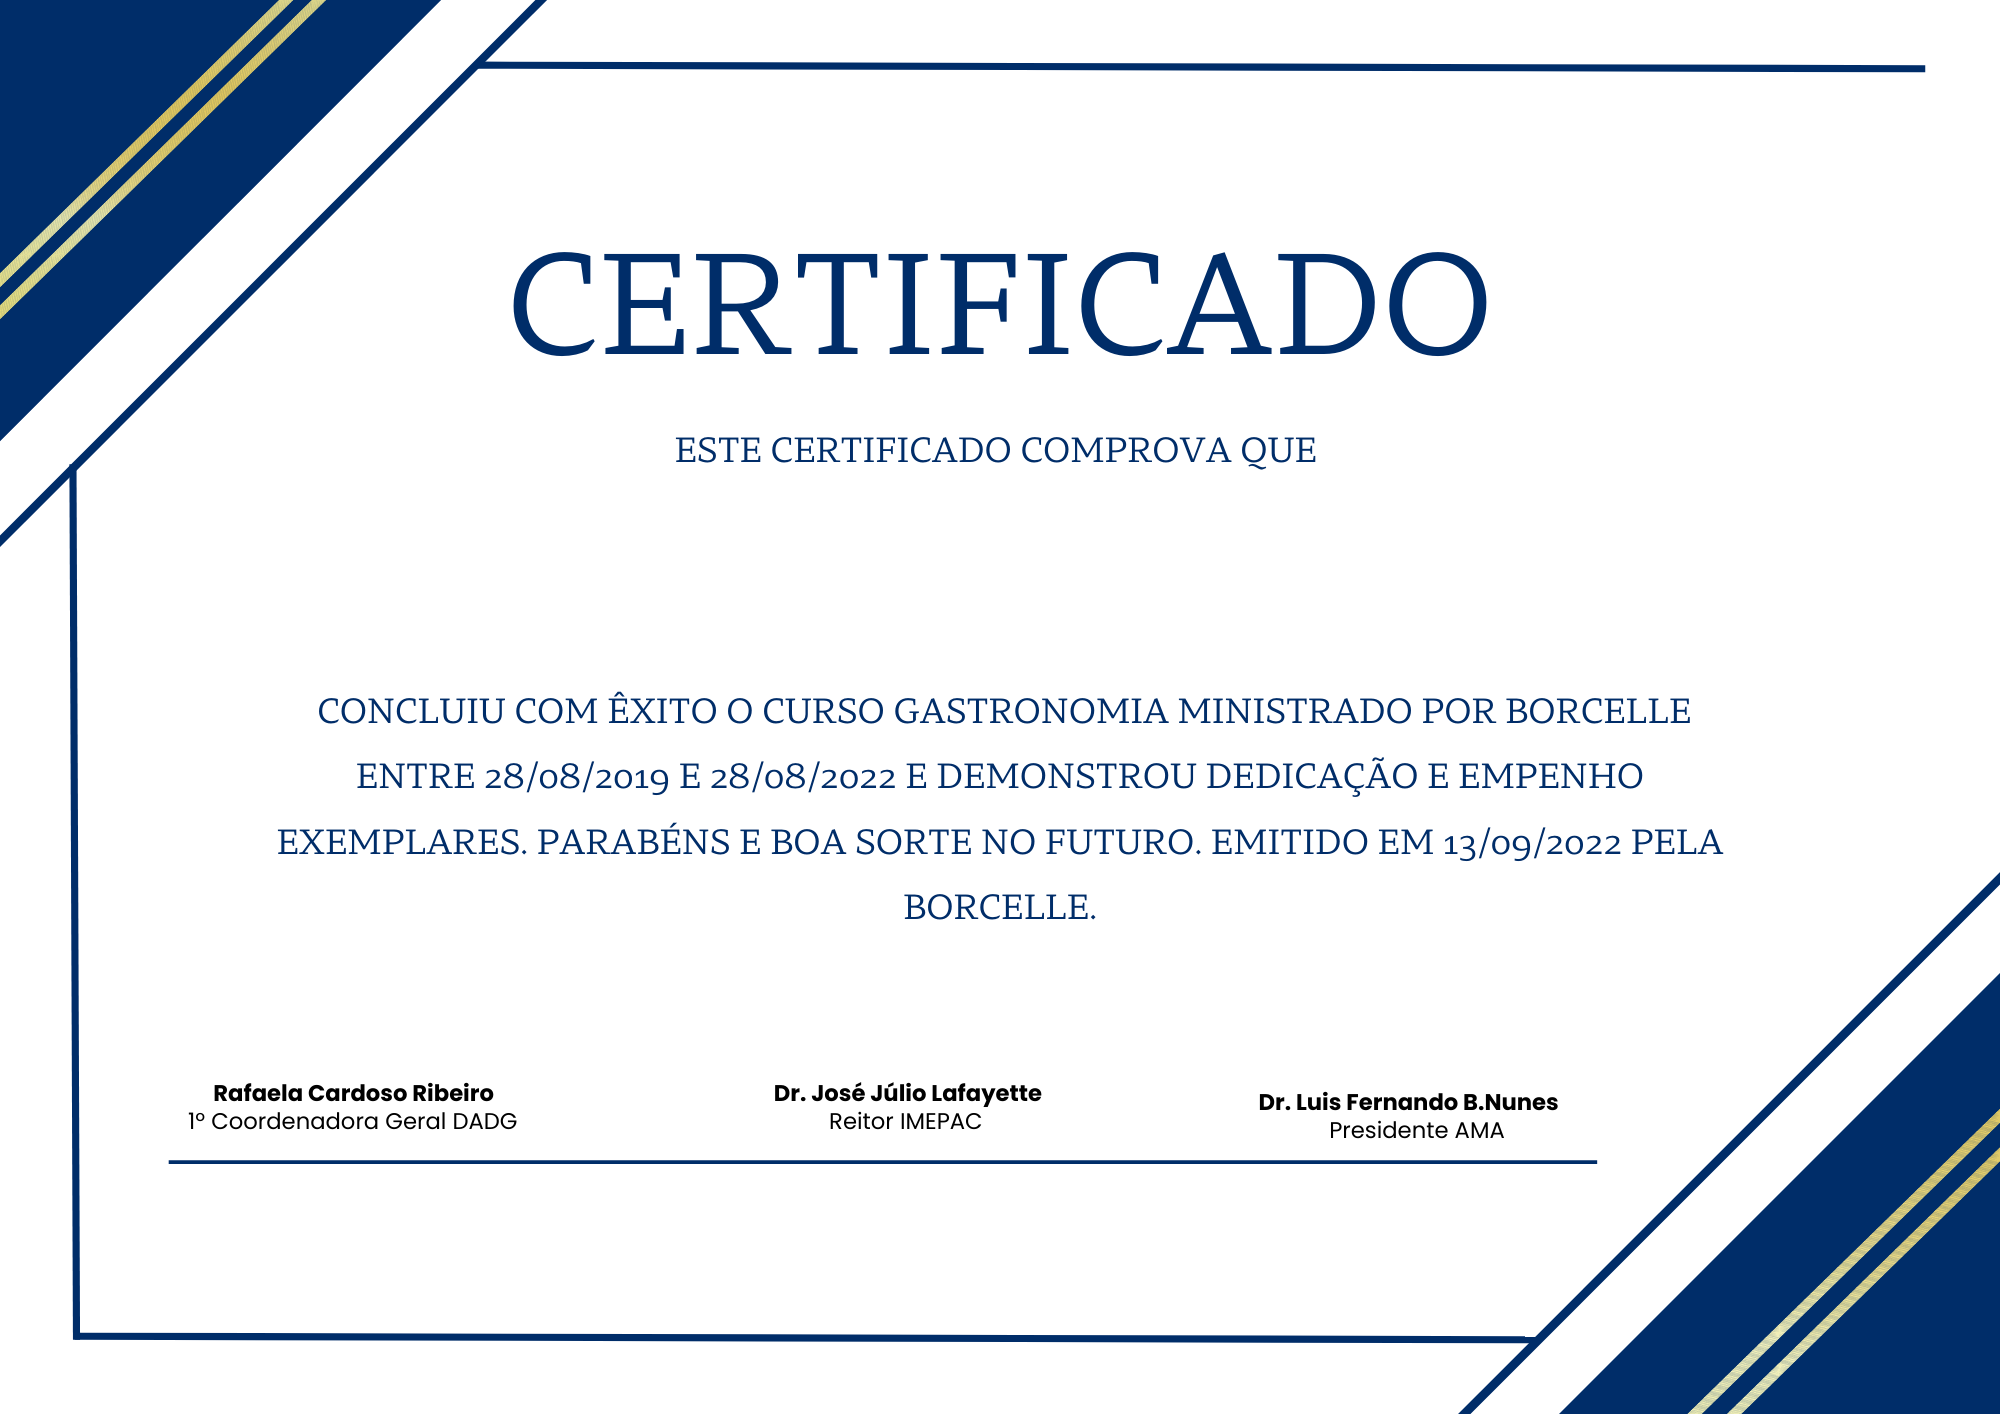 CERTIFICADO
ESTE CERTIFICADO COMPROVA QUE
CONCLUIU COM ÊXITO O CURSO GASTRONOMIA MINISTRADO POR BORCELLE
ENTRE 28/08/2019 E 28/08/2022 E DEMONSTROU DEDICAÇÃO E EMPENHO
EXEMPLARES. PARABÉNS E BOA SORTE NO FUTURO. EMITIDO EM 13/09/2022 PELA
BORCELLE.
Rafaela Cardoso Ribeiro
1º Coordenadora Geral DADG
Dr. José Júlio Lafayette
Reitor IMEPAC
Dr. Luis Fernando B.Nunes
Presidente AMA